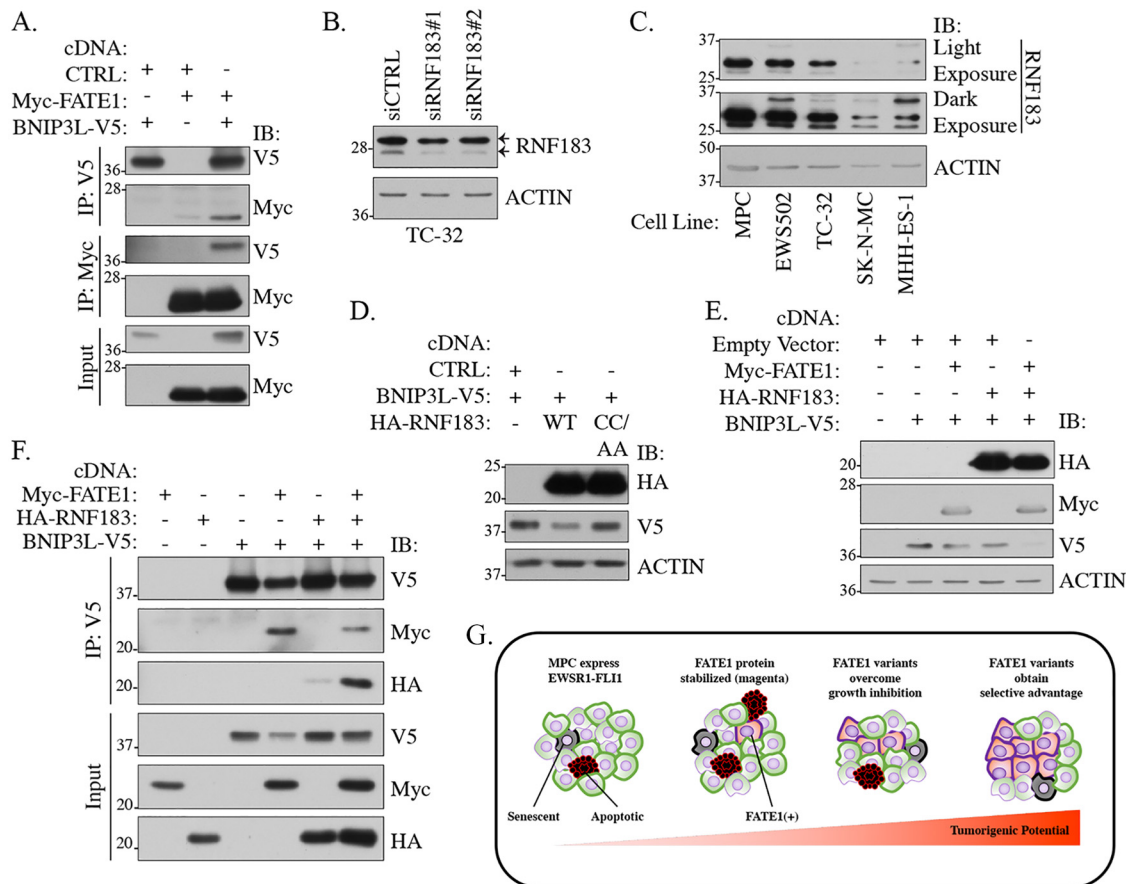 A.
cDNA:
CTRL: + + -
Myc-FATE1: - + +
BNIP3L-V5: + - +
IB:
IP: V5
36
V5
28
Myc
IP: Myc
36
V5
28
Myc
Input
36
V5
28
Myc
B.
siCTRL
siRNF183#1
siRNF183#2
28
RNF183
36
ACTIN
TC-32
C.
IB:
37
25
Light
Exposure
37
25
Dark
Exposure
RNF183
50
37
ACTIN
Cell Line:
MPC
EWS502
TC-32
SK-N-MC
MHH-ES-1
D.
cDNA:
CTRL: + - -
BNIP3L-V5: + + +
HA-RNF183: - WT CC/
AA IB:
25
20
HA
37
V5
37
ACTIN
E.
cDNA:
Empty Vector: + + + + -
Myc-FATE1: - - + - +
HA-RNF183: - - - + +
BNIP3L-V5: - + + + + IB:
20
HA
28
Myc
36
V5
36
ACTIN
F.
cDNA:
Myc-FATE1: + - - + - +
HA-RNF183: - + - - + +
BNIP3L-V5: - - + + + + IB:
IP: V5
37
V5
20
Myc
20
HA
Input
37
V5
20
Myc
20
HA
G.
MPC express
EWSR1-FLI1
FATE1 protein
stabilized (magenta)
FATE1 variants
overcome
growth inhibition
FATE1 variants
obtain
selective advantage
Senescent
Apoptotic
FATE1(+)
Tumorigenic Potential